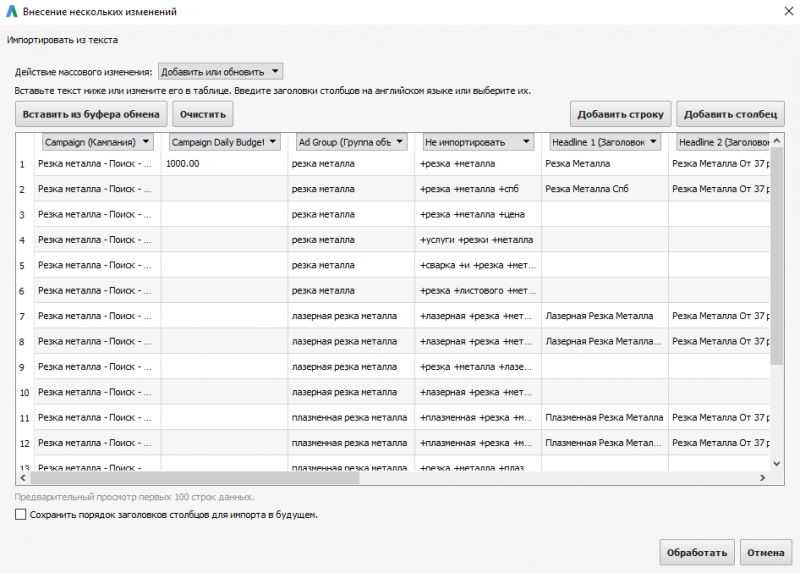 Внесение нескольких изменений
Импортировать из текста
Действие массового изменения: Добавить или обновить
Вставьте текст ниже или измените его в таблице. Введите заголовки столбцов на английском языке или выберите их.
Вставить из буфера обмена Очистить Добавить строку Добавить столбец
Campaign (Кампания) Campaign Daily Budget Ad Group (Группа объ Не импортировать Headline 1 (Заголовок Headline 2 (Заголовок
1 Резка металла - Поиск - ... 1000.00 резка металла +резка +металла Резка Металла Резка Металла От 37 р
2 Резка металла - Поиск - ... резка металла +резка +металла +спб Резка Металла Спб Резка Металла От 37 р
3 Резка металла - Поиск - ... резка металла +резка +металла +цена
4 Резка металла - Поиск - ... резка металла +услуги +резки +металла
5 Резка металла - Поиск - ... резка металла +сварка +и +резка +мет...
6 Резка металла - Поиск - ... резка металла +резка +листового +мет...
7 Резка металла - Поиск - ... лазерная резка металла +лазерная +резка +мет... Лазерная Резка Металла Резка Металла От 37 р
8 Резка металла - Поиск - ... лазерная резка металла +лазерная +резка +мет... Лазерная Резка Металла... Резка Металла От 37 р
9 Резка металла - Поиск - ... лазерная резка металла +резка +металла +лазе...
10 Резка металла - Поиск - ... лазерная резка металла +лазерная +резка +мет...
11 Резка металла - Поиск - ... плазменная резка металла +плазменная +резка +м... Плазменная Резка Металла Резка Металла От 37 р
12 Резка металла - Поиск - ... плазменная резка металла +плазменная +резка +м... Плазменная Резка Метал... Резка Металла От 37 р
13 Резка металла - Поиск - ... плазменная резка металла +резка +металла +плаз...
Предварительный просмотр первых 100 строк данных.
Сохранить порядок заголовков столбцов для импорта в будущем.
Обработать Отмена